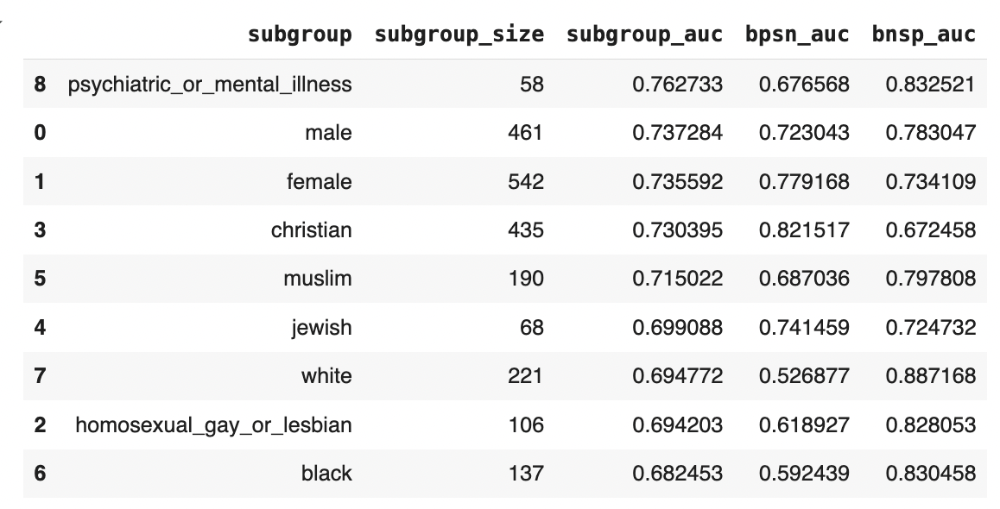 subgroup subgroup_size subgroup_auc bpsn_auc bnsp_auc
8 psychiatric_or_mental_illness 58 0.762733 0.676568 0.832521
0 male 461 0.737284 0.723043 0.783047
1 female 542 0.735592 0.779168 0.734109
3 christian 435 0.730395 0.821517 0.672458
5 muslim 190 0.715022 0.687036 0.797808
4 jewish 68 0.699088 0.741459 0.724732
7 white 221 0.694772 0.526877 0.887168
2 homosexual_gay_or_lesbian 106 0.694203 0.618927 0.828053
6 black 137 0.682453 0.592439 0.830458